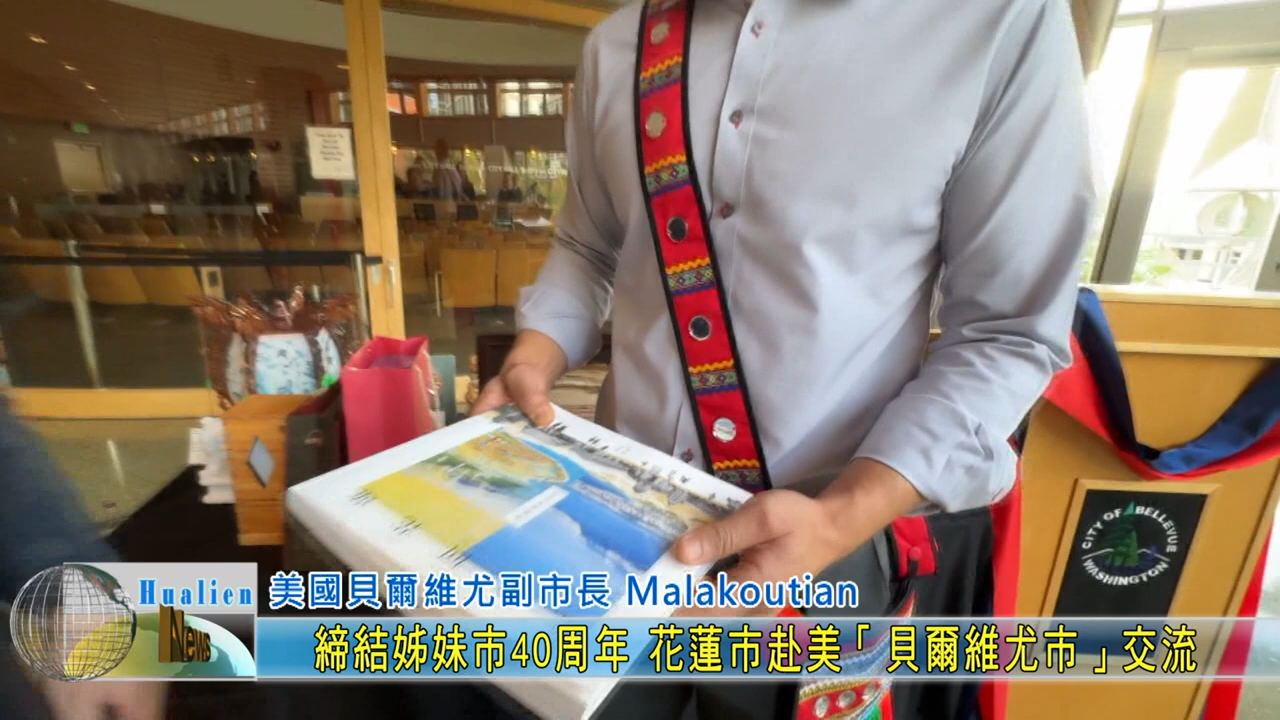 CITY OF BELLEVUE
WASHINGTON
Hualien
News
美國貝爾維尤副市長 Malakoutian
締結姊妹市40周年 花蓮市赴美「貝爾維尤市」交流